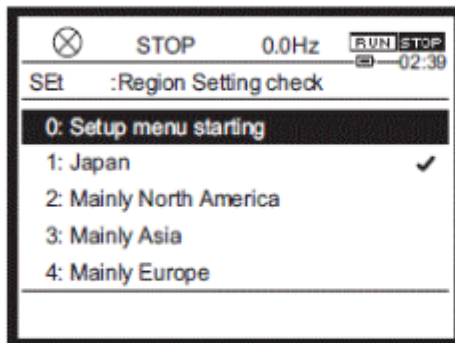 STOP 0.0Hz RUN STOP
02:39
SEt :Region Setting check
0: Setup menu starting
1: Japan ✓
2: Mainly North America
3: Mainly Asia
4: Mainly Europe